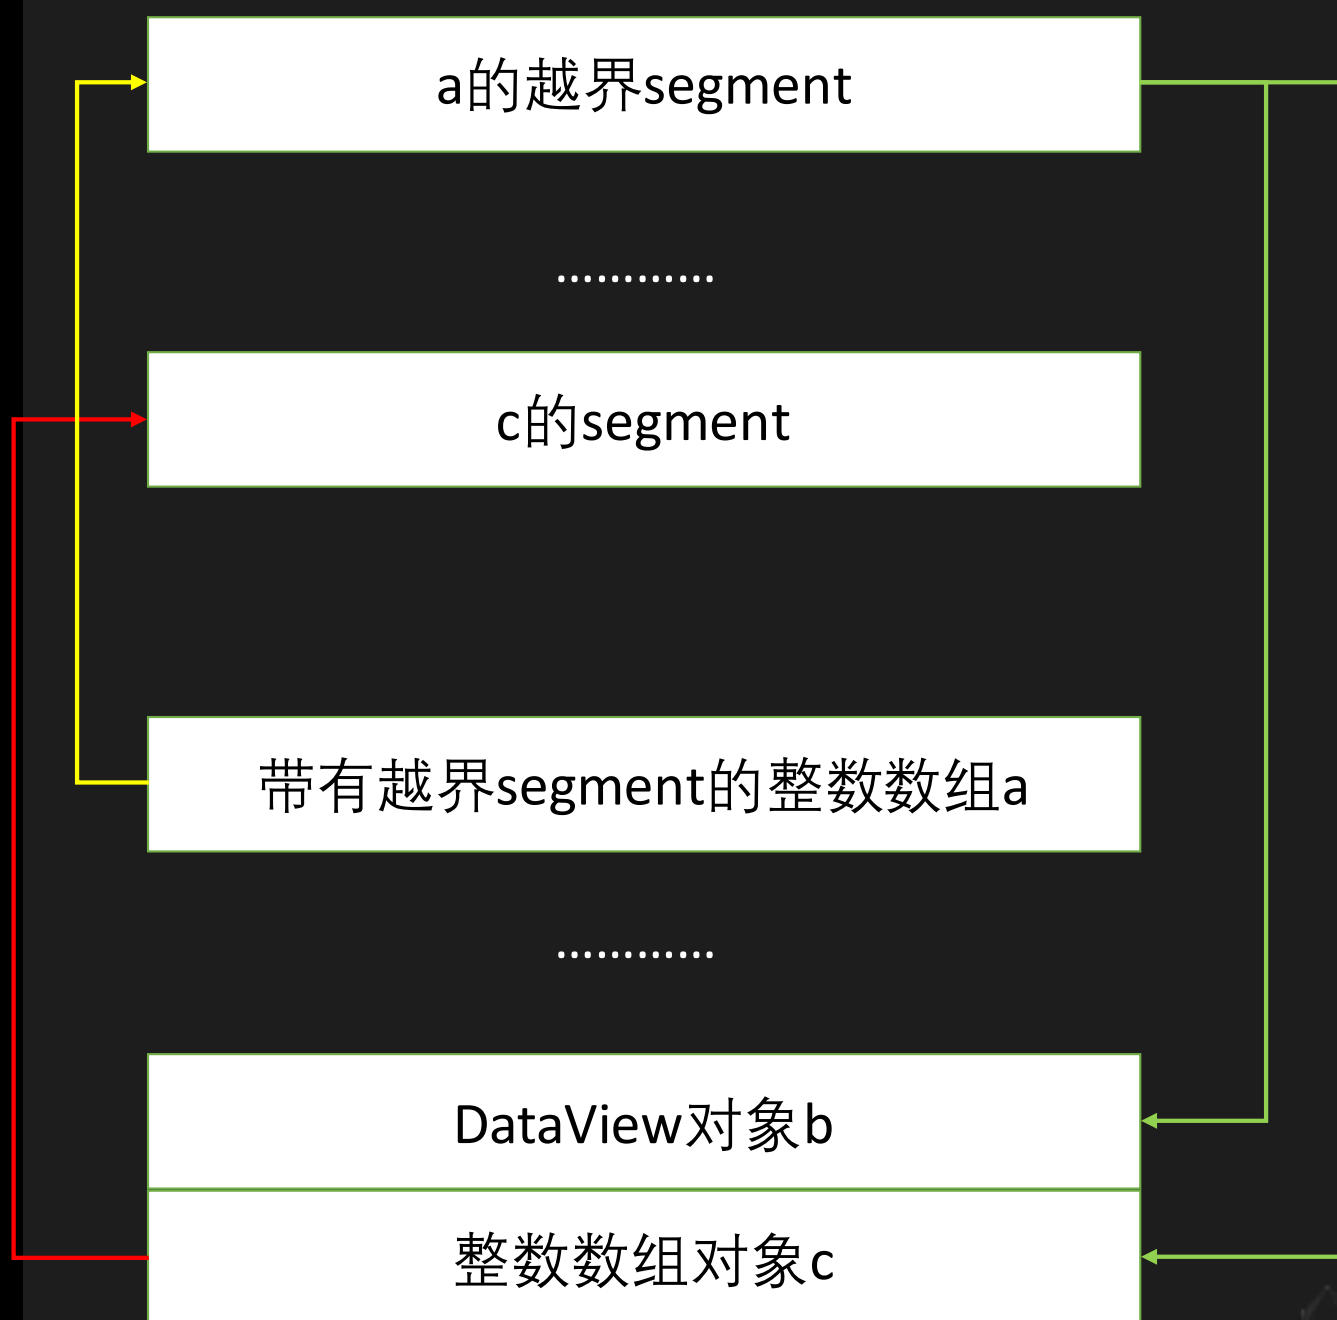 a的越界segment
…………
c的segment
带有越界segment的整数数组a
…………
DataView对象b
整数数组对象c